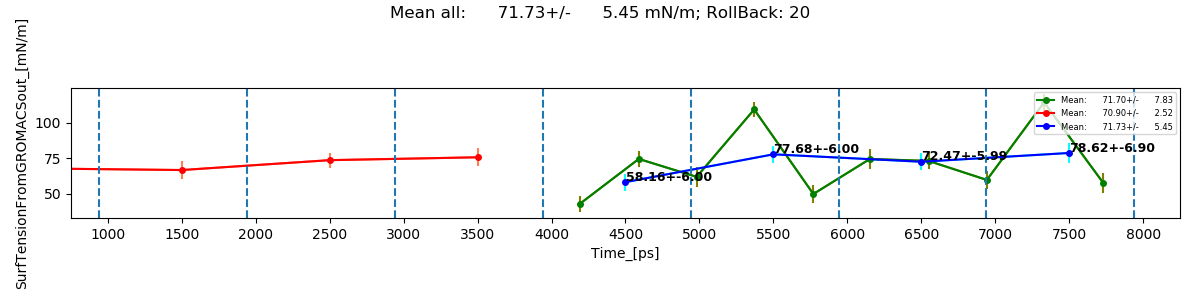 Mean all: 71.73+/- 5.45 mN/m; RollBack: 20
SurfTensionFromGROMACSout_[mN/m]
100
75
50
Mean: 71.70+/- 7.83
Mean: 70.90+/- 2.52
Mean: 71.73+/- 5.45
58.16+-6.00
77.68+-6.00
72.47+-5.99
78.62+-6.90
1000 1500 2000 2500 3000 3500 4000 4500 5000 5500 6000 6500 7000 7500 8000
Time_[ps]